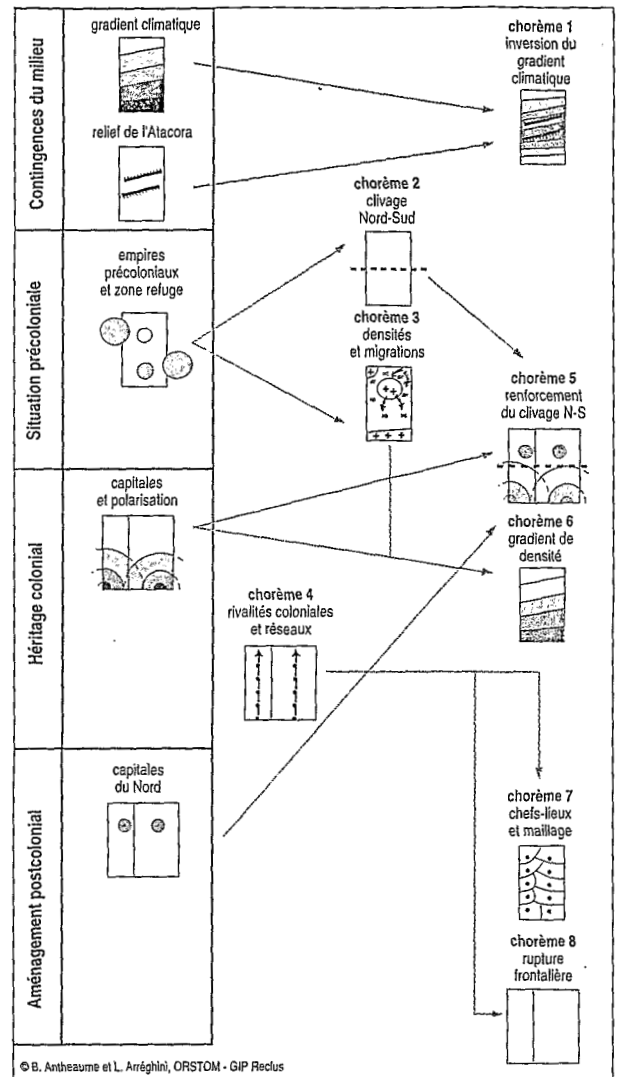 Contingences du milieu
gradient climatique
relief de l'Atacora
chorème 1
inversion du
gradient
climatique
Situation précoloniale
empires
précoloniaux
et zone refuge
chorème 2
clivage
Nord-Sud
chorème 3
densités
et migrations
chorème 5
renforcement
du clivage N-S
Héritage colonial
capitales
et polarisation
chorème 6
gradient de
densité
chorème 4
rivalités coloniales
et réseaux
Aménagement postcolonial
capitales
du Nord
chorème 7
chefs-lieux
et maillage
chorème 8
rupture
frontalière
© B. Antheaume et L. Arréghini, ORSTOM - GIP Reclus